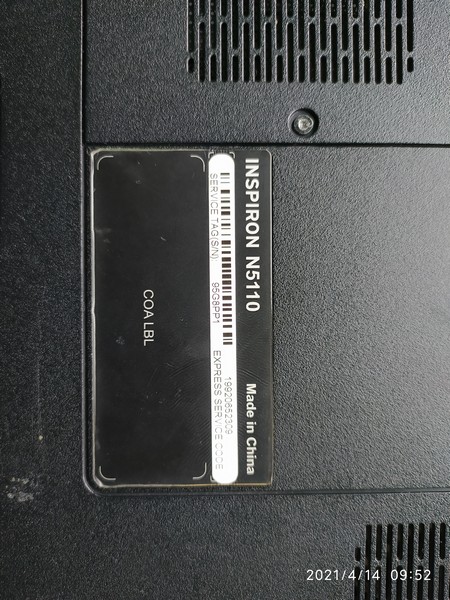 INSPIRON N5110 Made in China
19920652309
SERVICE TAG(S/N): 95G8PP1 EXPRESS SERVICE CODE
COA LBL
2021/4/14 09:52